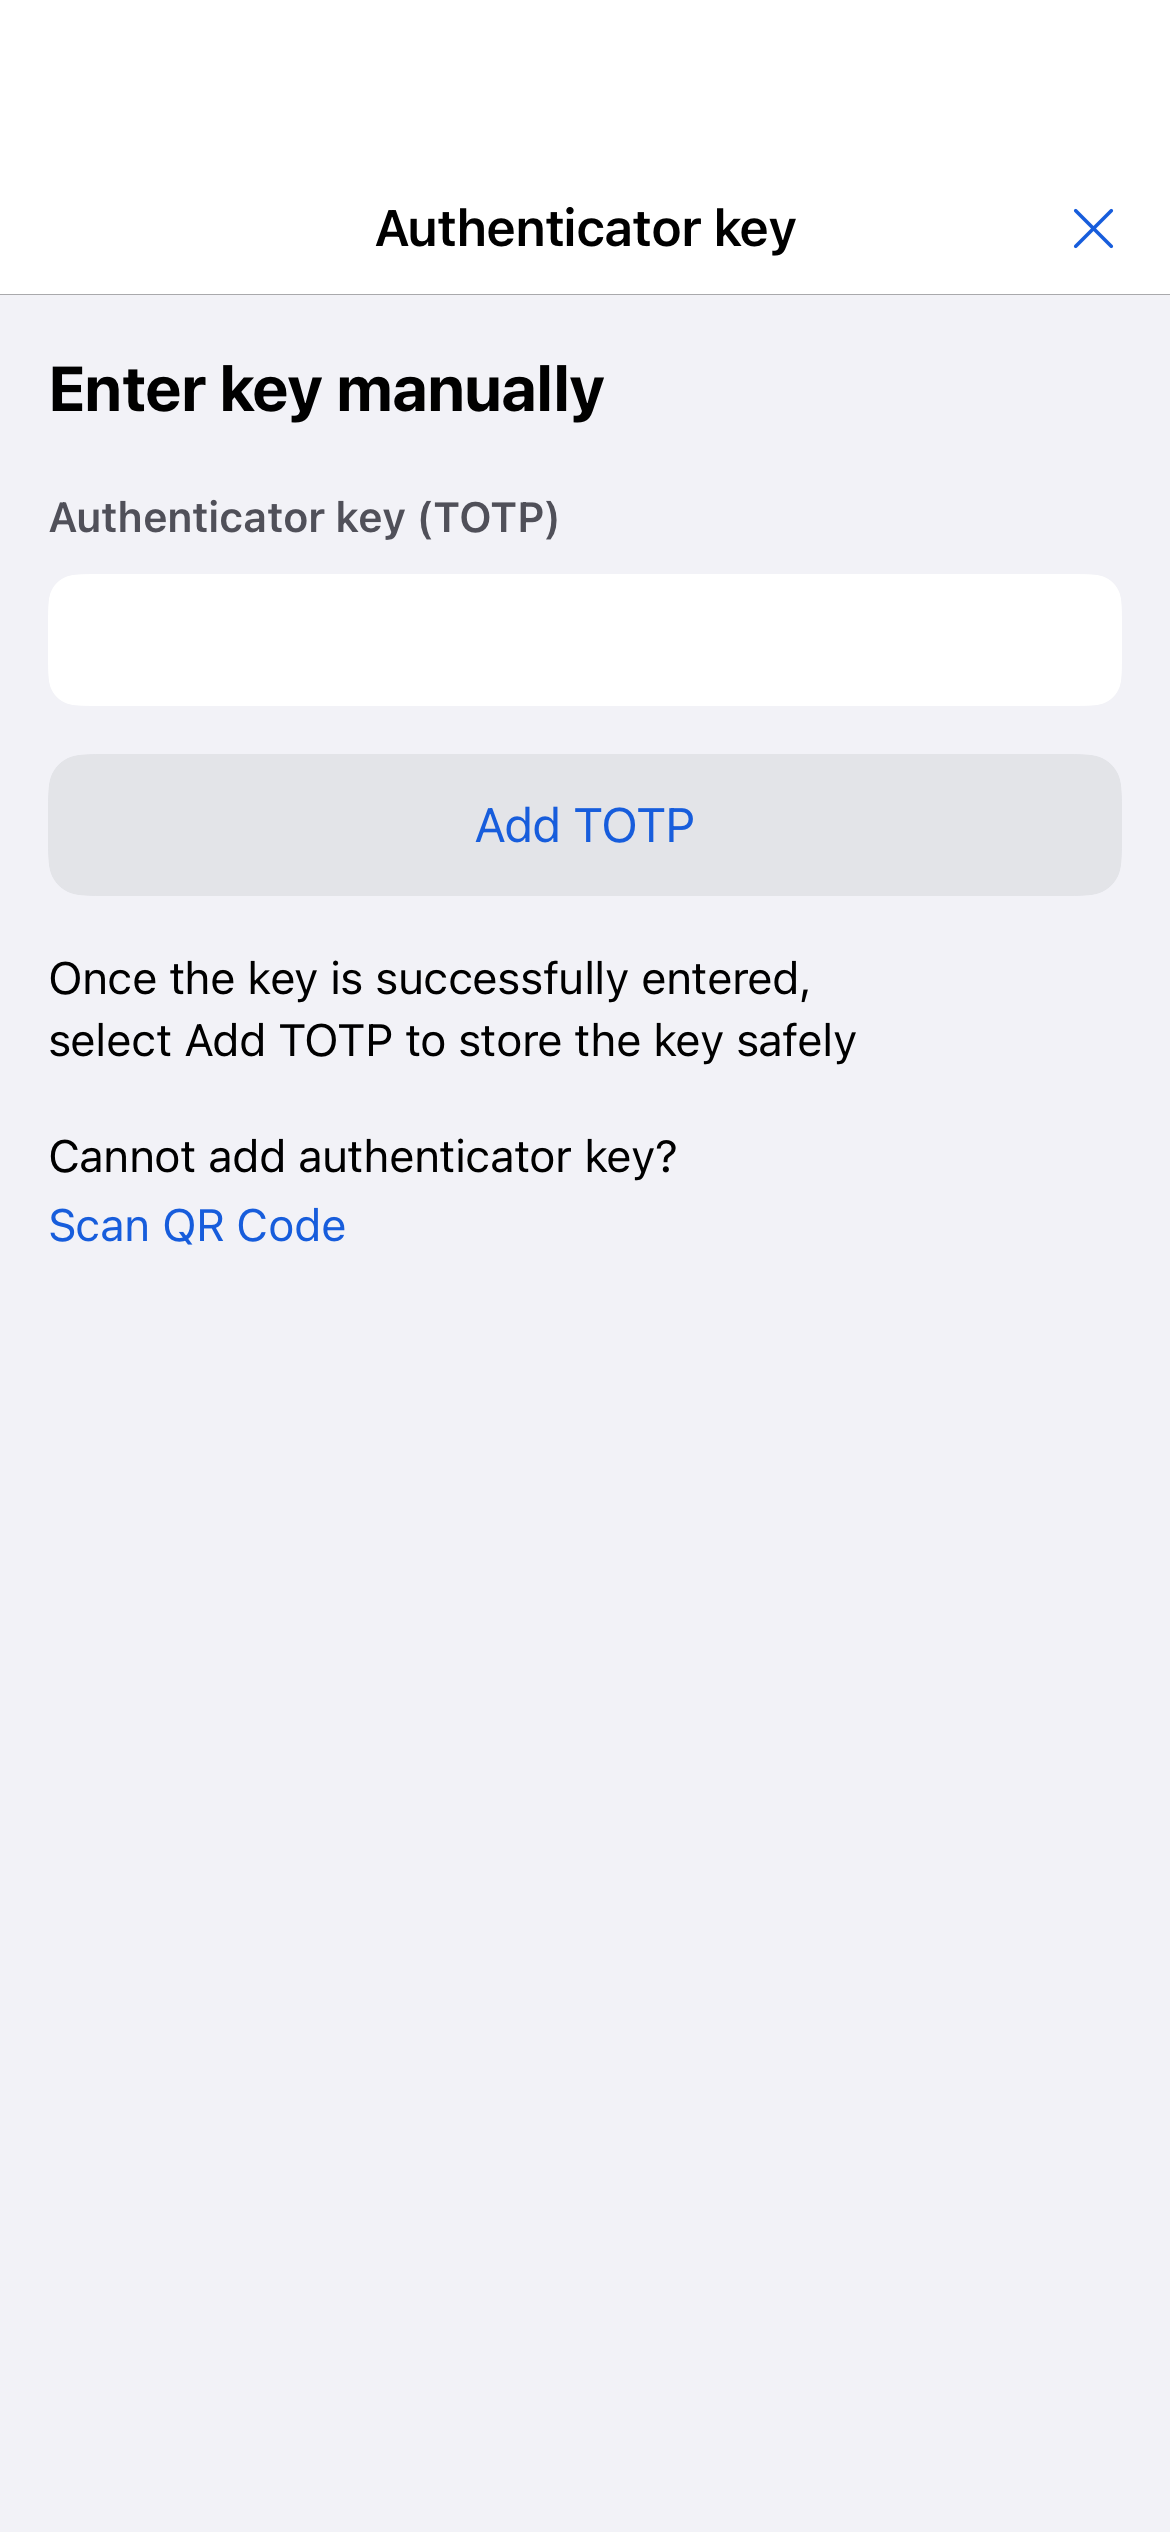 Authenticator key
Enter key manually
Authenticator key (TOTP)
Add TOTP
Once the key is successfully entered,
select Add TOTP to store the key safely
Cannot add authenticator key?
Scan QR Code